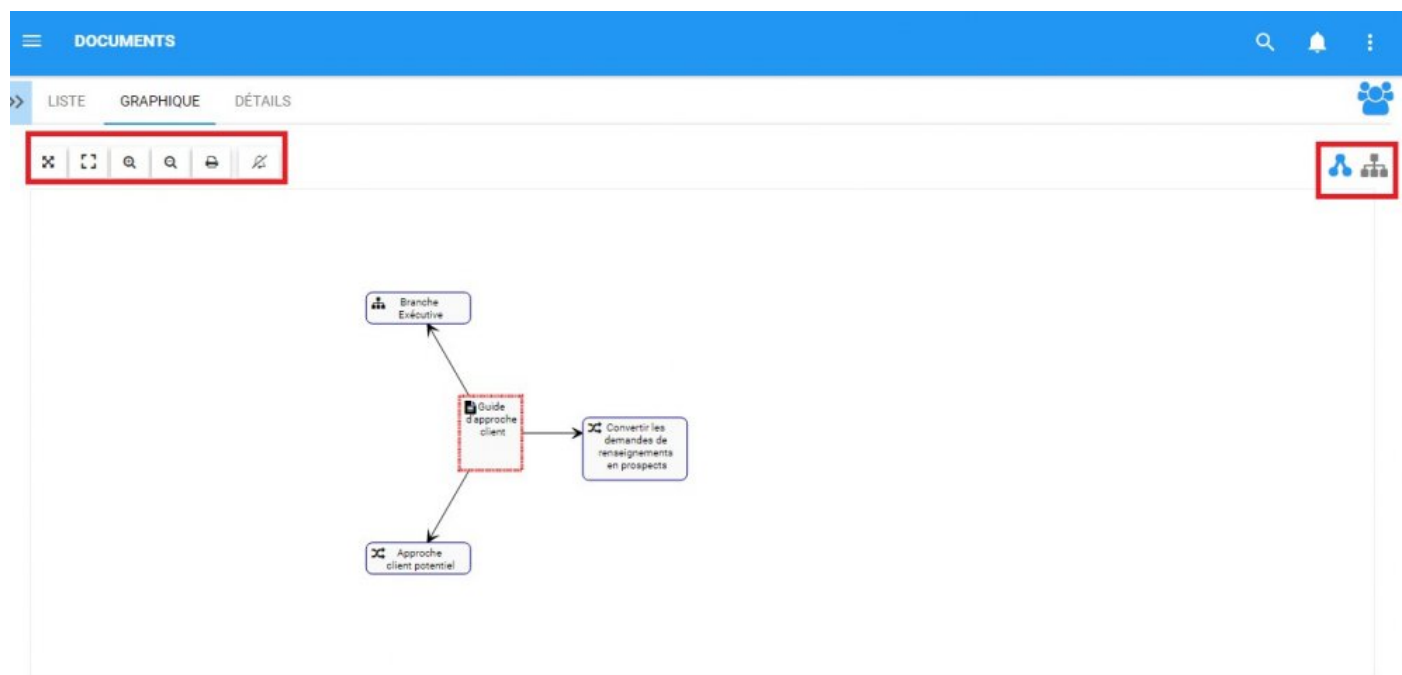 DOCUMENTS
LISTE GRAPHIQUE DÉTAILS
Branche
Exécutive
Guide
d'approche
client
Convertir les
demandes de
renseignements
en prospects
Approche
client potentiel